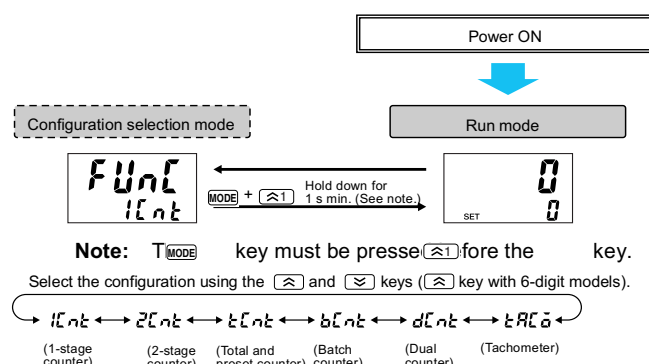 Power ON
Configuration selection mode
Run mode
FUnC
1Cnt
MODE + 1 Hold down for
1 s min. (See note.)
0
SET 0
Note: T MODE key must be presse 1 fore the key.
Select the configuration using the and keys ( key with 6-digit models).
1Cnt 2Cnt tCnt bCnt dCnt tACo
(1-stage counter)
(2-stage counter)
(Total and preset counter)
(Batch counter)
(Dual counter)
(Tachometer)